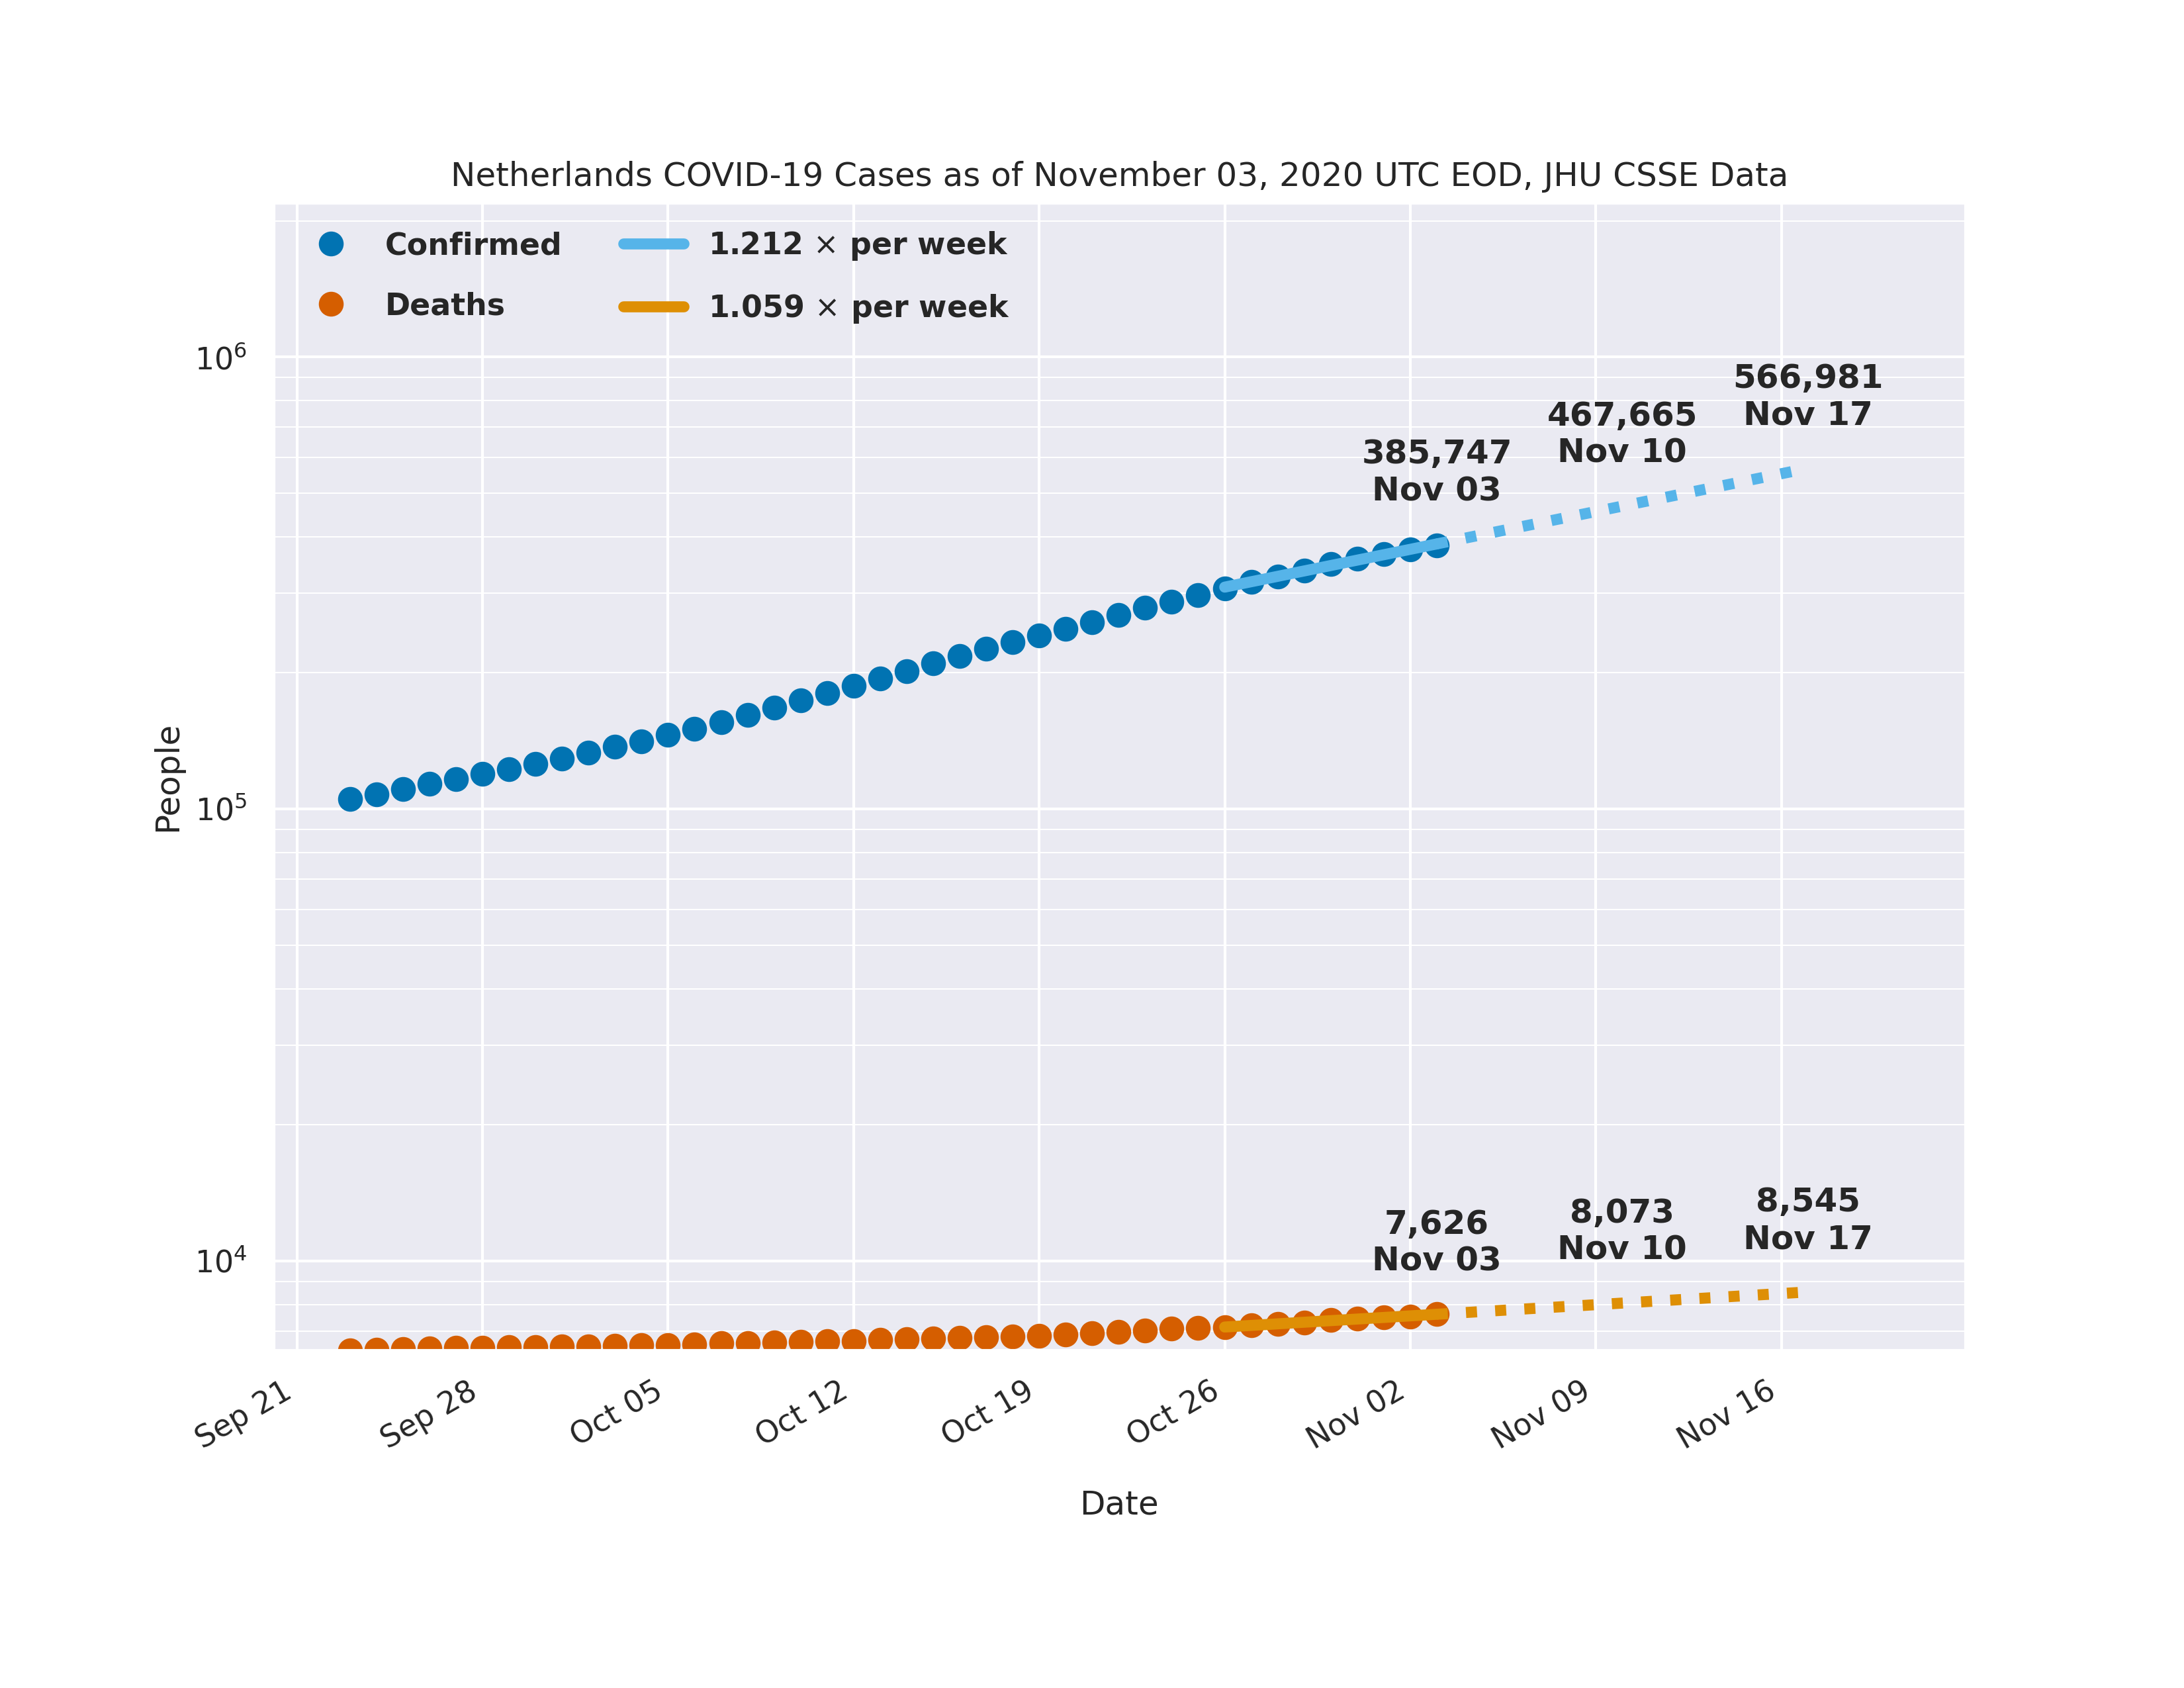 Netherlands COVID-19 Cases as of November 03, 2020 UTC EOD, JHU CSSE Data
Confirmed
Deaths
1.212 × per week
1.059 × per week
10⁶
10⁵
10⁴
People
385,747
Nov 03
467,665
Nov 10
566,981
Nov 17
7,626
Nov 03
8,073
Nov 10
8,545
Nov 17
Sep 21
Sep 28
Oct 05
Oct 12
Oct 19
Oct 26
Nov 02
Nov 09
Nov 16
Date